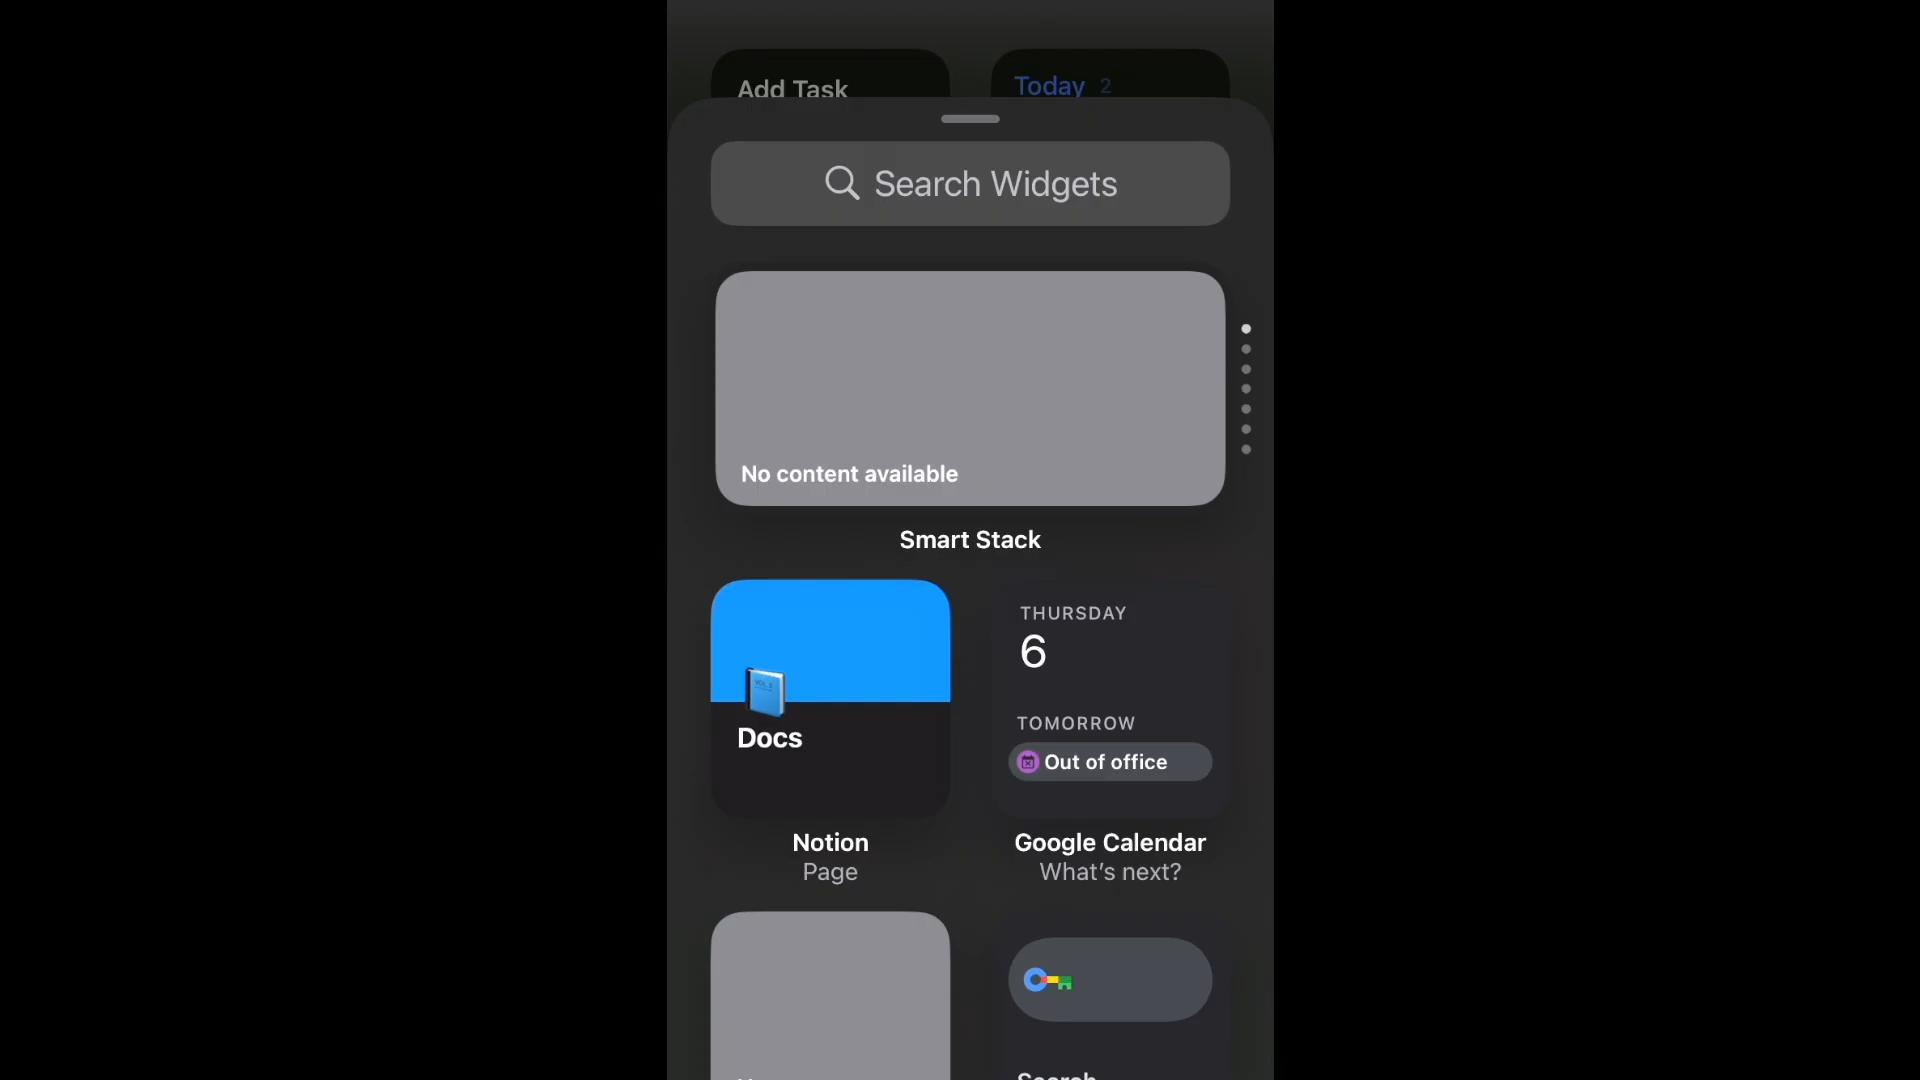 Add Task
Today 2
Search Widgets
No content available
Smart Stack
THURSDAY
6
TOMORROW
Out of office
Docs
Notion
Page
Google Calendar
What's next?
Search